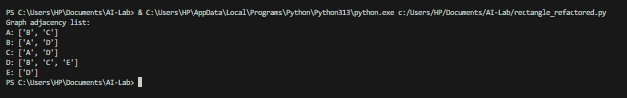 PS C:\Users\HP\Documents\AI-Lab> & C:\Users\HP\AppData\Local\Programs\Python\Python313\python.exe c:/Users/HP/Documents/AI-Lab/rectangle_refactored.py
Graph adjacency list:
A: ['B', 'C']
B: ['A', 'D']
C: ['A', 'D']
D: ['B', 'C', 'E']
E: ['D']
PS C:\Users\HP\Documents\AI-Lab>